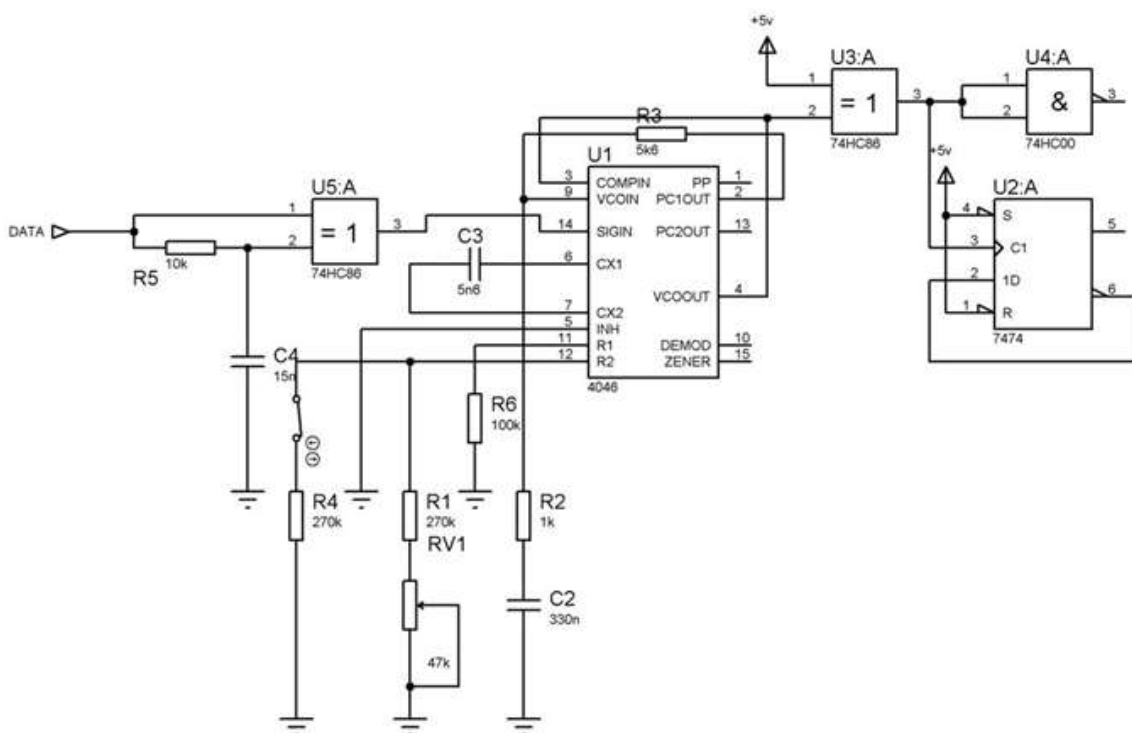 +5v
U3:A
1
2
= 1
3
74HC86
U4:A
1
2
&
3
74HC00
R3
5k6
+5v
U1
3 COMPIN
9 VCOIN
14 SIGIN
6 CX1
7 CX2
5 INH
11 R1
12 R2
PP 1
PC1OUT 2
PC2OUT 13
VCOOUT 4
DEMOD 10
ZENER 15
4046
U2:A
4 S
3 C1
2 1D
1 R
5
6
7474
DATA
U5:A
1
2
= 1
3
74HC86
R5
10k
C3
5n6
C4
15n
R6
100k
R4
270k
R1
270k
RV1
47k
R2
1k
C2
330n